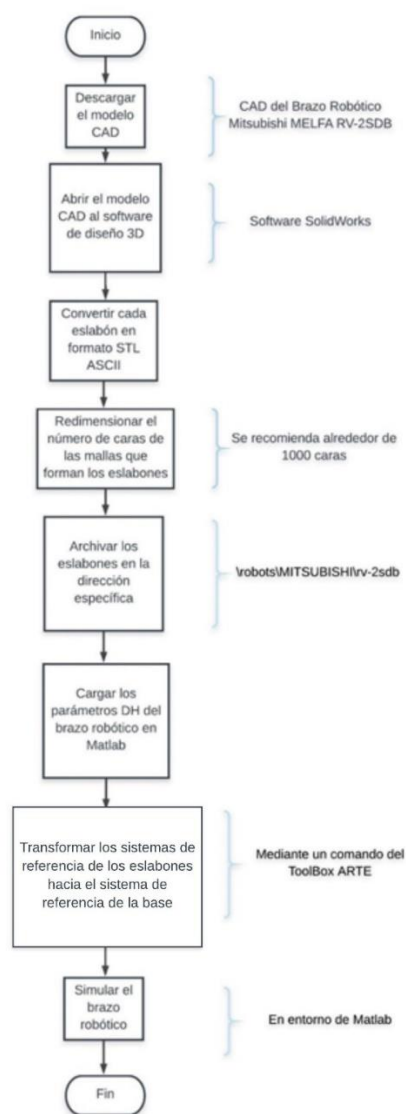 Inicio
Descargar
el modelo
CAD
CAD del Brazo Robótico
Mitsubishi MELFA RV-2SDB
Abrir el modelo
CAD al software
de diseño 3D
Software SolidWorks
Convertir cada
eslabón en
formato STL
ASCII
Redimensionar el
número de caras de
las mallas que
forman los eslabones
Se recomienda alrededor de
1000 caras
Archivar los
eslabones en la
dirección
específica
\robots\MITSUBISHI\rv-2sdb
Cargar los
parámetros DH del
brazo robótico en
Matlab
Transformar los sistemas de
referencia de los eslabones
hacia el sistema de
referencia de la base
Mediante un comando del
ToolBox ARTE
Simular el
brazo
robótico
En entorno de Matlab
Fin